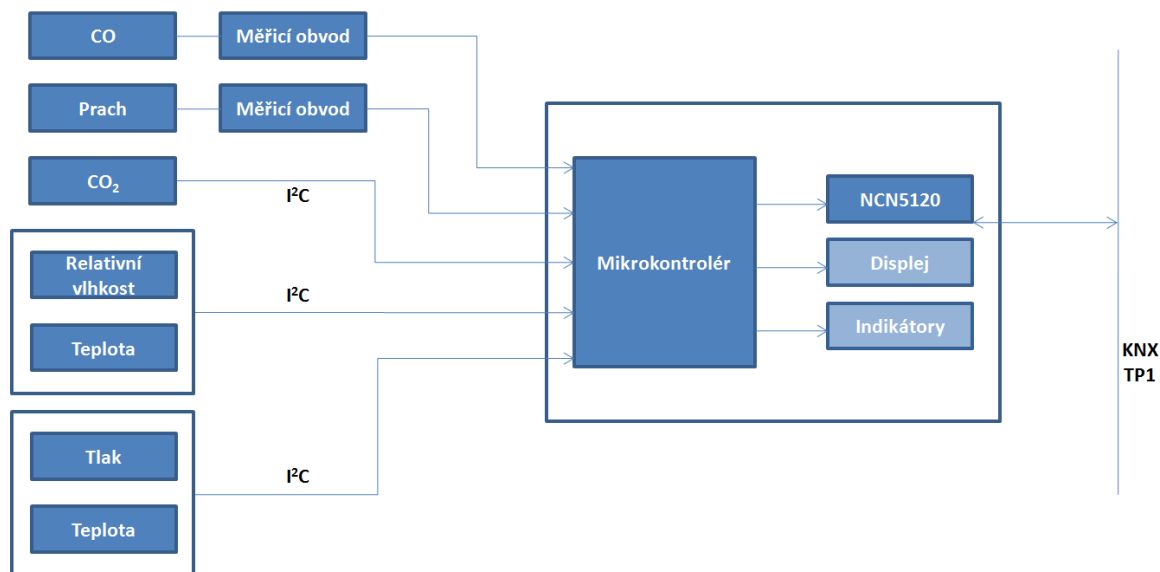 CO
Měřicí obvod
Prach
Měřicí obvod
CO₂
I²C
Relativní
vlhkost
I²C
Teplota
Tlak
I²C
Teplota
Mikrokontrolér
NCN5120
Displej
Indikátory
KNX
TP1